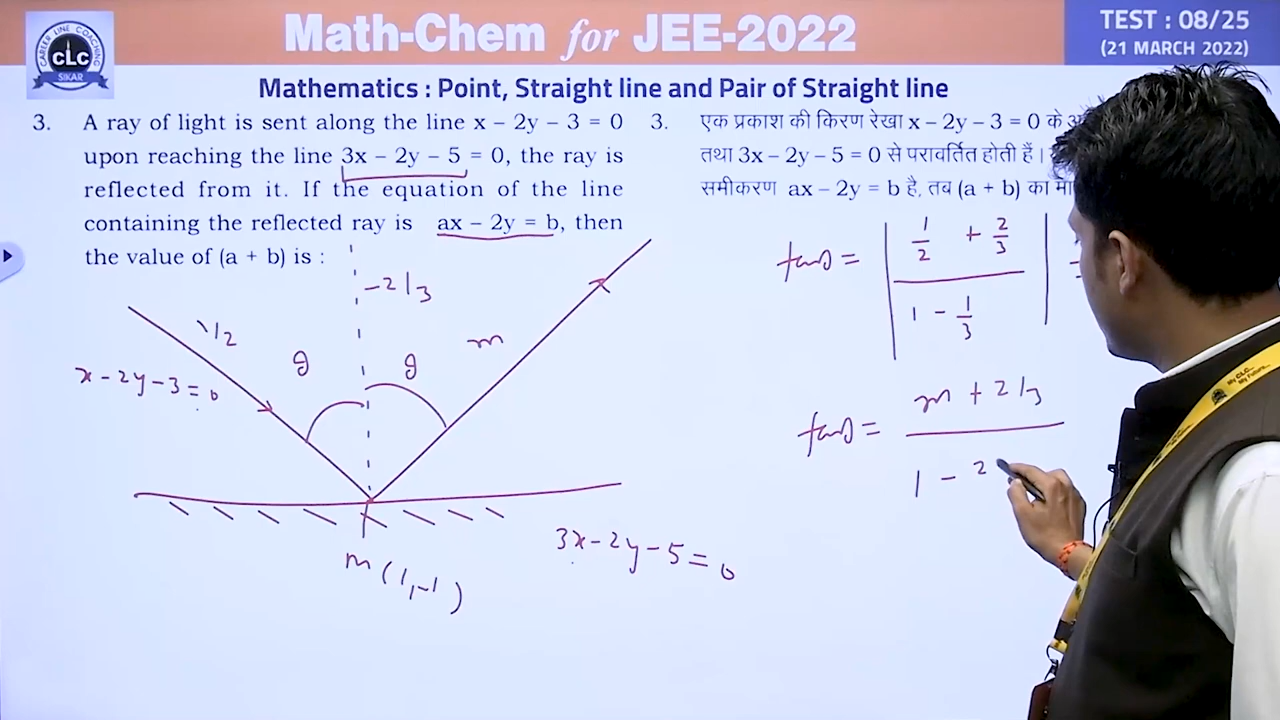 CAREER LINE COACHING
CLC
SIKAR
Math-Chem for JEE-2022
TEST : 08/25
(21 MARCH 2022)
Mathematics : Point, Straight line and Pair of Straight line
3. A ray of light is sent along the line x – 2y – 3 = 0
upon reaching the line 3x – 2y – 5 = 0, the ray is
reflected from it. If the equation of the line
containing the reflected ray is ax – 2y = b, then
the value of (a + b) is :
3. एक प्रकाश की किरण रेखा x – 2y – 3 = 0 के
तथा 3x – 2y – 5 = 0 से परावर्तित होती हैं।
समीकरण ax – 2y = b है, तब (a + b) का
-2/3
1/2
θ
θ
m
x-2y-3=0
3x-2y-5=0
m(1,-1)
tanθ = | 1/2 + 2/3
1 - 1/3 |
tanθ = m + 2/3
1 - 2
My CLC...
My Future...